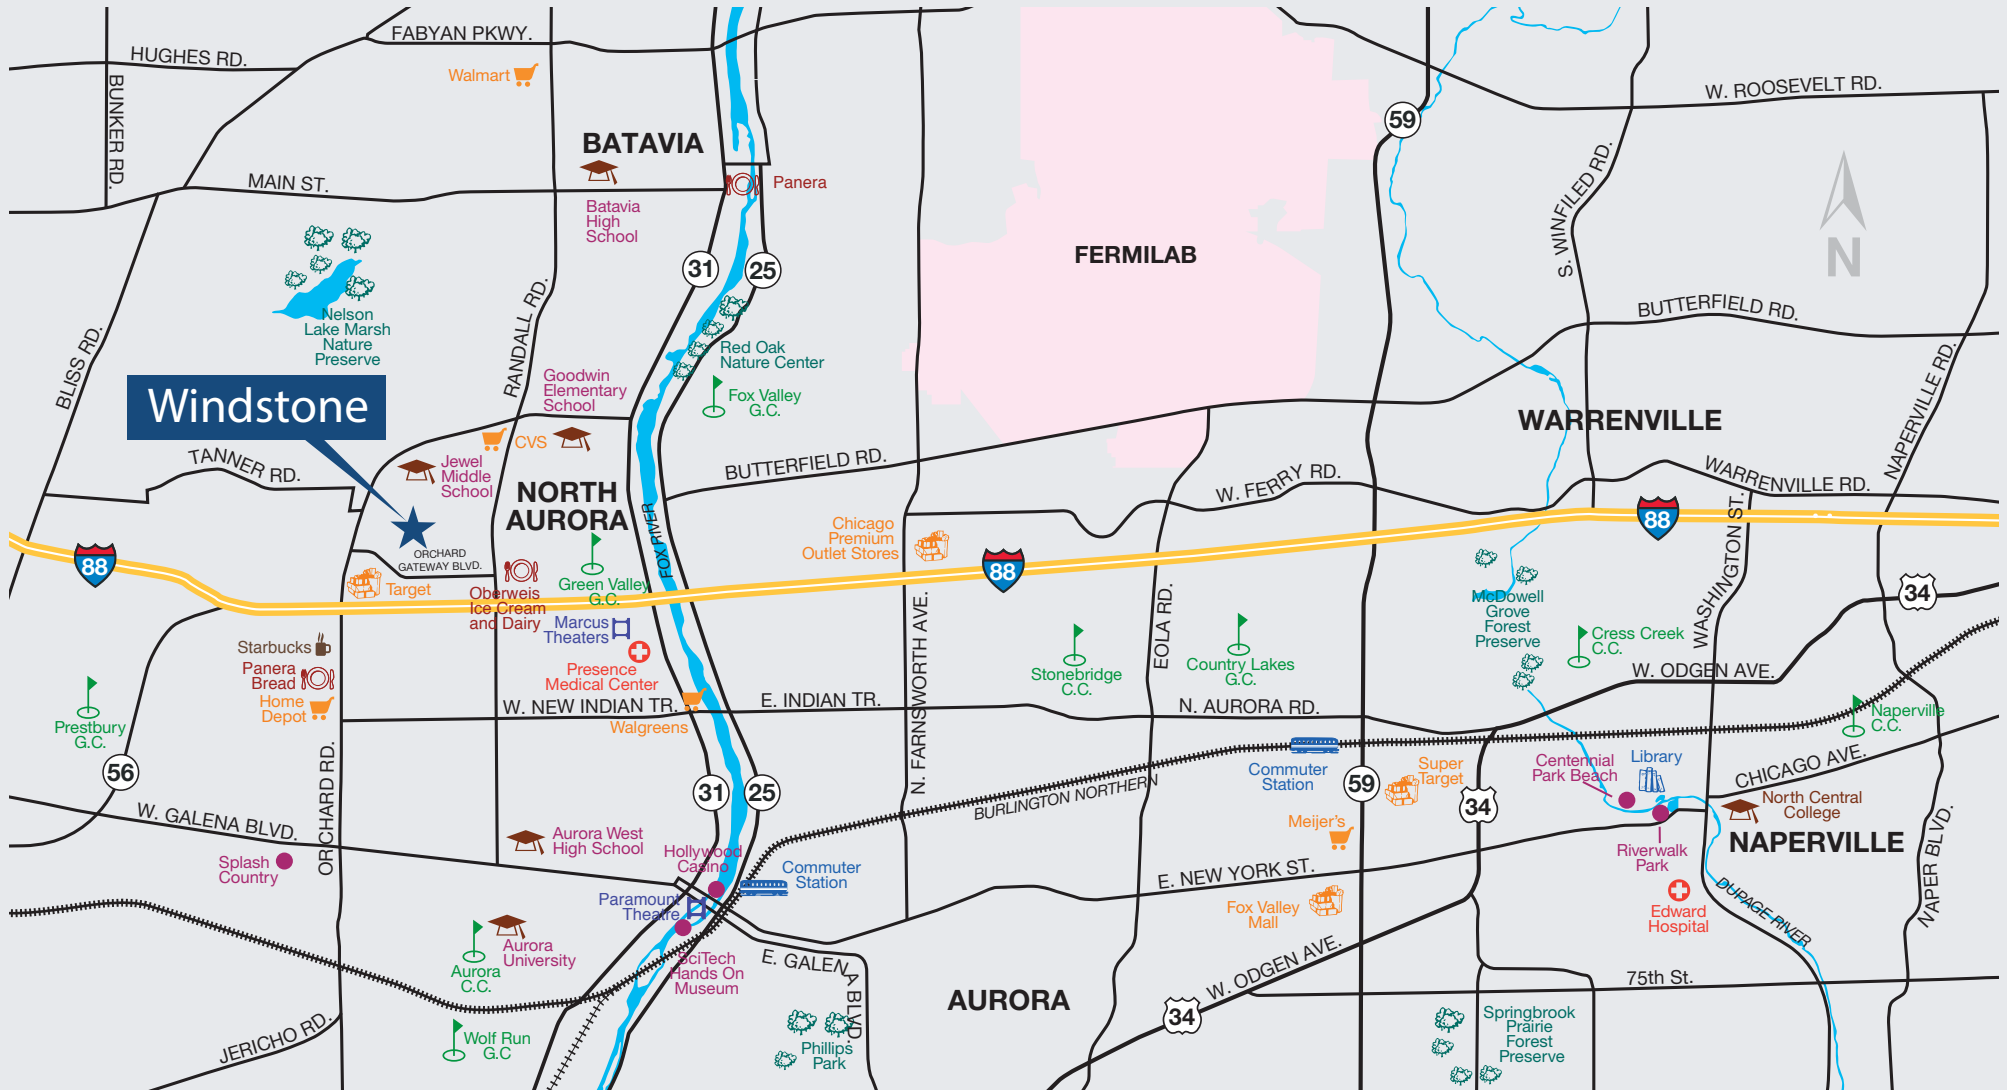 FABYAN PKWY.
HUGHES RD.
Walmart
BUNKER RD.
W. ROOSEVELT RD.
59
BATAVIA
MAIN ST.
Panera
Batavia
High
School
S. WINFILED RD.
N
FERMILAB
31
25
RANDALL RD.
Nelson
Lake Marsh
Nature
Preserve
BUTTERFIELD RD.
BLISS RD.
Red Oak
Nature Center
Goodwin
Elementary
School
Fox Valley
G.C.
NAPERVILLE RD.
Windstone
WARRENVILLE
CVS
TANNER RD.
Jewel
Middle
School
BUTTERFIELD RD.
NORTH
AURORA
W. FERRY RD.
WARRENVILLE RD.
FOX RIVER
Chicago
Premium
Outlet Stores
88
WASHINGTON ST.
ORCHARD
GATEWAY BLVD.
88
88
Target
Oberweis
Ice Cream
and Dairy
Green Valley
G.C.
McDowell
Grove
Forest
Preserve
34
N. FARNSWORTH AVE.
EOLA RD.
Marcus
Theaters
Starbucks
Panera
Bread
Home
Depot
Presence
Medical Center
Stonebridge
C.C.
Country Lakes
G.C.
Cress Creek
C.C.
W. ODGEN AVE.
W. NEW INDIAN TR.
E. INDIAN TR.
N. AURORA RD.
Walgreens
Prestbury
G.C.
Naperville
C.C.
56
ORCHARD RD.
Commuter
Station
Super
Target
Centennial
Park Beach
Library
CHICAGO AVE.
BURLINGTON NORTHERN
31
25
59
34
North Central
College
W. GALENA BLVD.
Meijer's
NAPERVILLE
NAPER BLVD.
Aurora West
High School
Hollywood
Casino
Splash
Country
Commuter
Station
Riverwalk
Park
E. NEW YORK ST.
Paramount
Theatre
Fox Valley
Mall
Edward
Hospital
DUPAGE RIVER
Aurora
University
Aurora
C.C.
SciTech
Hands On
Museum
E. GALENA BLVD.
W. ODGEN AVE.
75th St.
AURORA
34
JERICHO RD.
Wolf Run
G.C
Phillips
Park
Springbrook
Prairie
Forest
Preserve